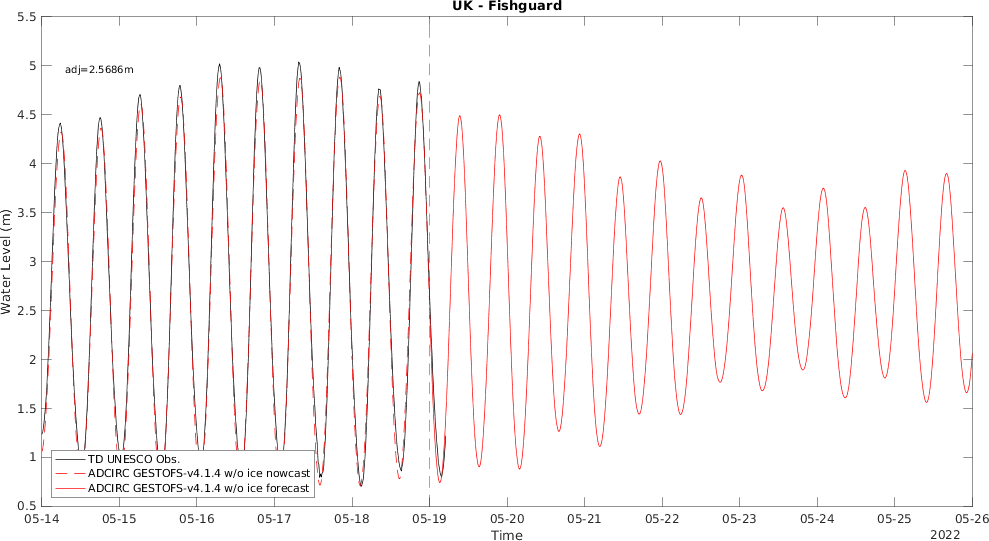 UK - Fishguard
5.5
5
4.5
4
3.5
3
2.5
2
1.5
1
0.5
Water Level (m)
adj=2.5686m
TD UNESCO Obs.
ADCIRC GESTOFS-v4.1.4 w/o ice nowcast
ADCIRC GESTOFS-v4.1.4 w/o ice forecast
05-14 05-15 05-16 05-17 05-18 05-19 05-20 05-21 05-22 05-23 05-24 05-25 05-26
Time
2022